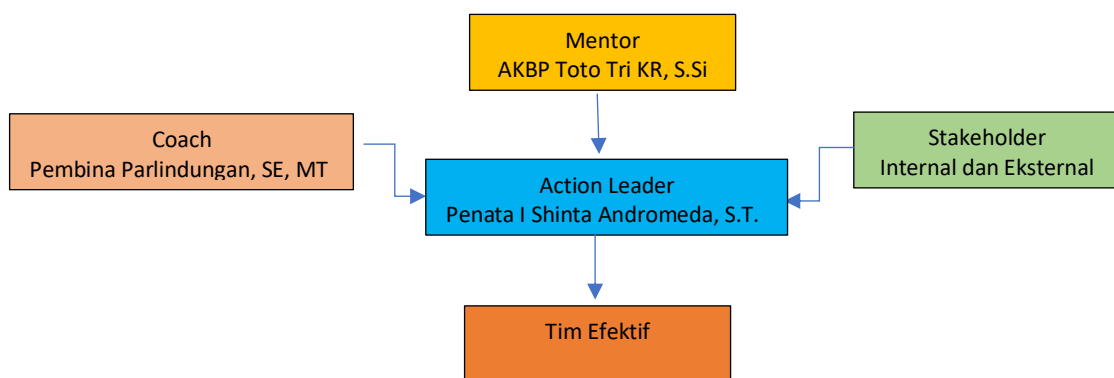 Mentor
AKBP Toto Tri KR, S.Si
Coach
Pembina Parlindungan, SE, MT
Stakeholder
Internal dan Eksternal
Action Leader
Penata I Shinta Andromeda, S.T.
Tim Efektif